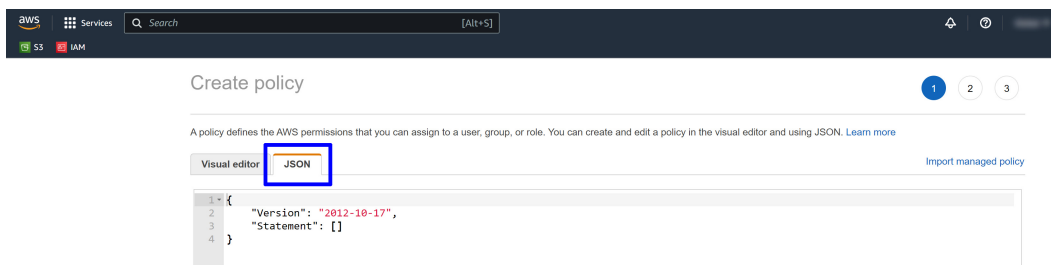 aws Services Search [Alt+S]
S3 IAM
Create policy 1 2 3
A policy defines the AWS permissions that you can assign to a user, group, or role. You can create and edit a policy in the visual editor and using JSON. Learn more
Visual editor JSON Import managed policy
1 {
2 "Version": "2012-10-17",
3 "Statement": []
4 }